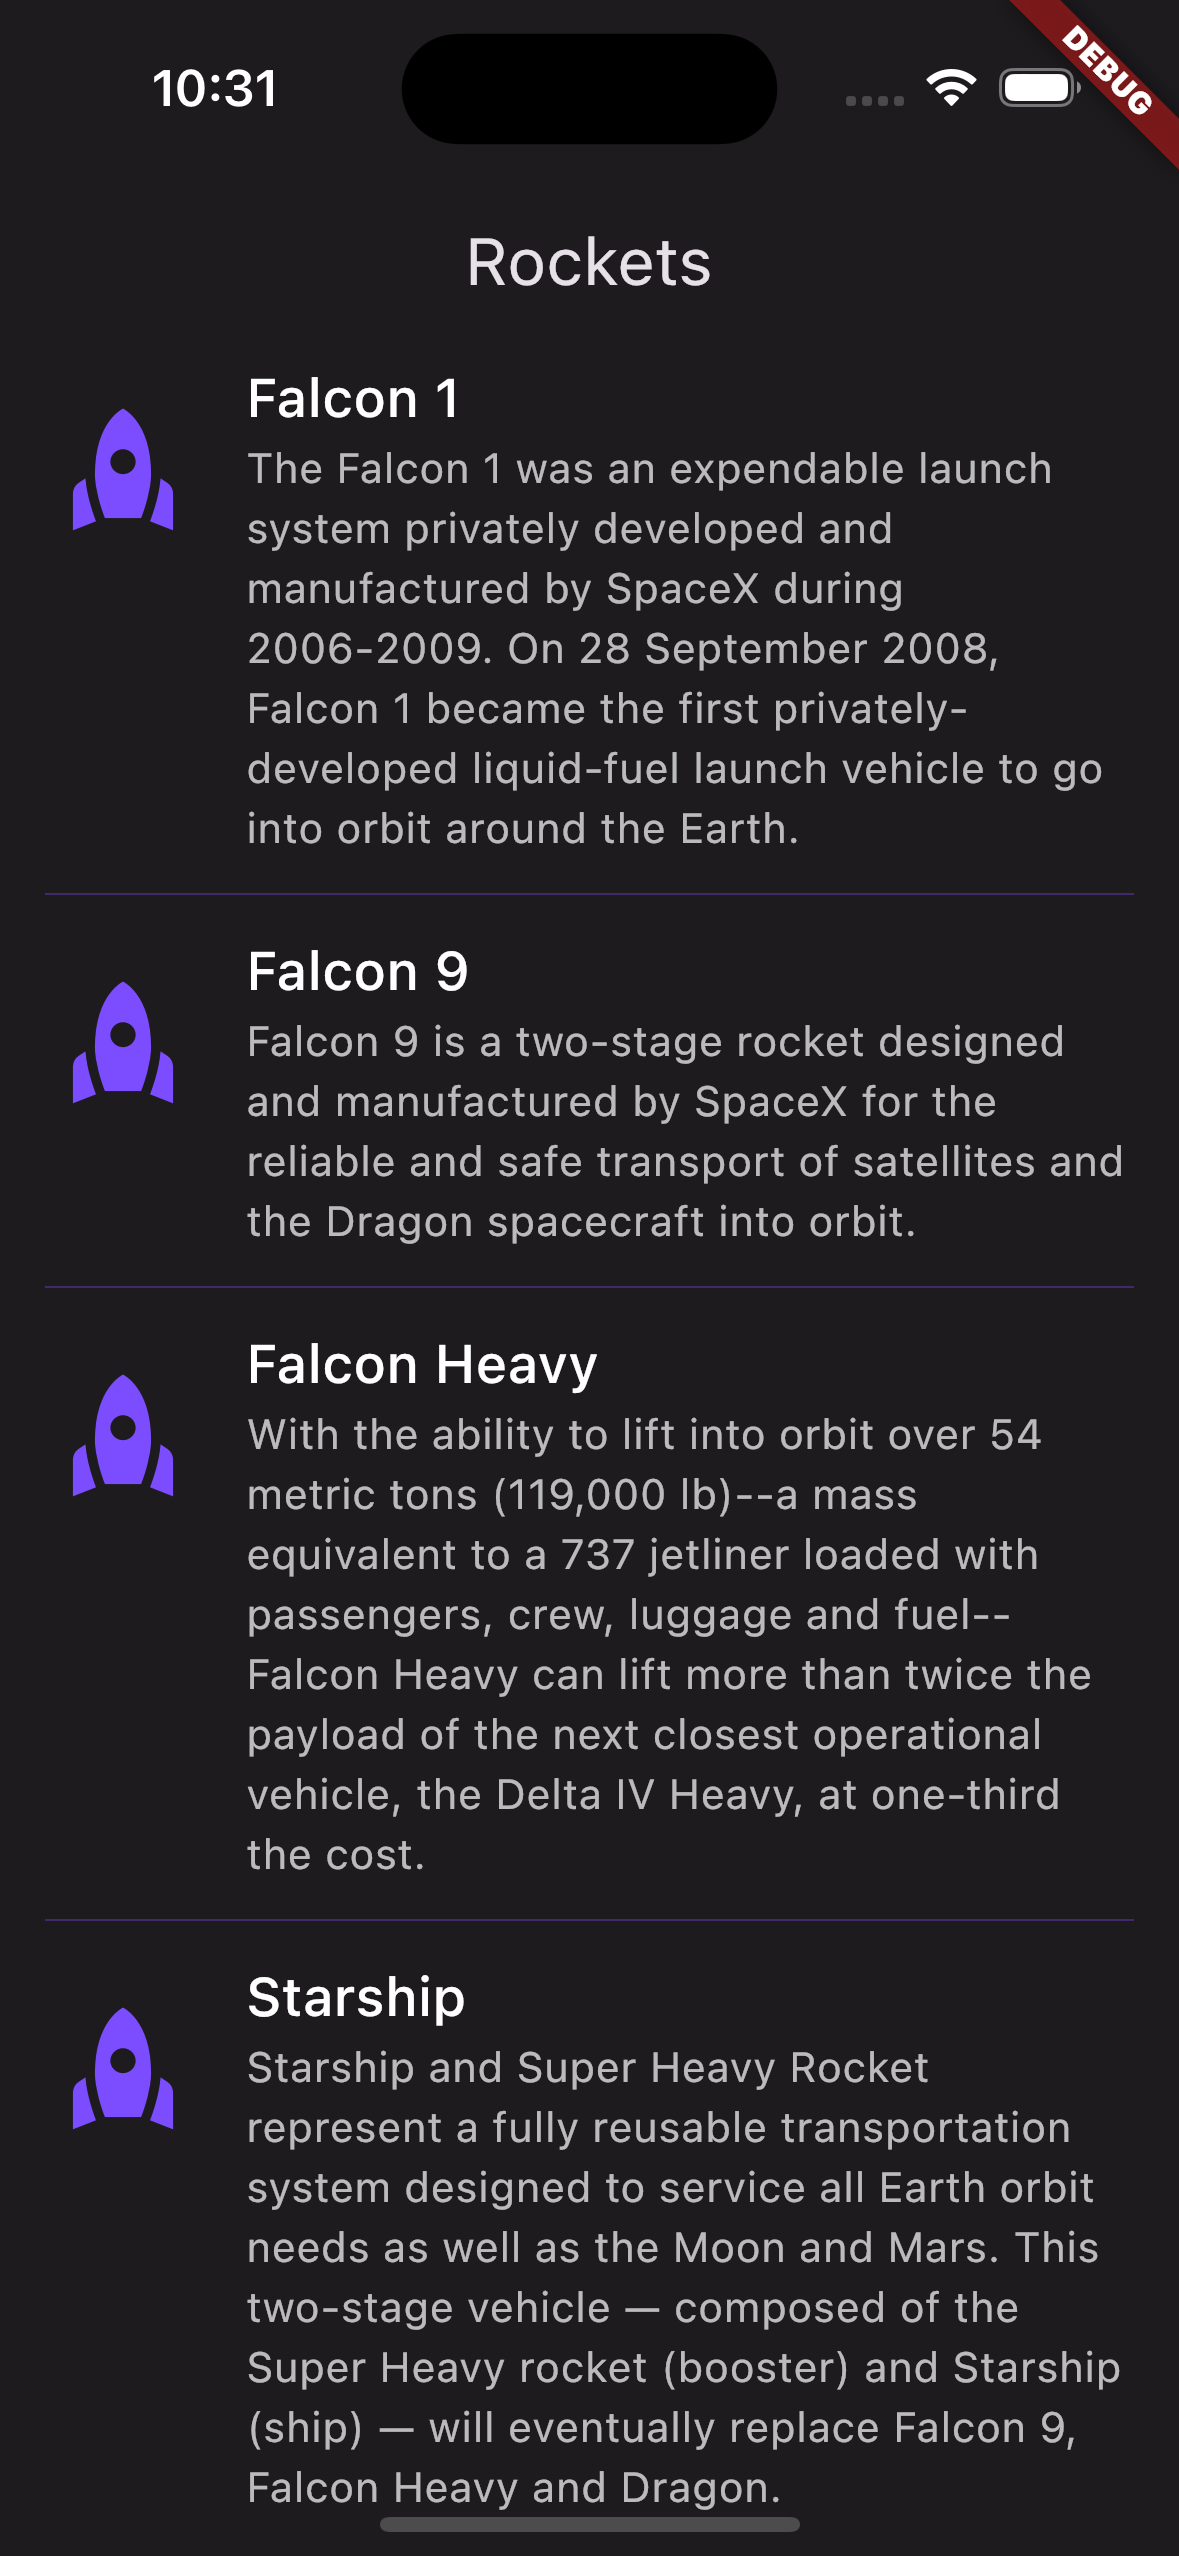 10:31
DEBUG
Rockets
Falcon 1
The Falcon 1 was an expendable launch
system privately developed and
manufactured by SpaceX during
2006-2009. On 28 September 2008,
Falcon 1 became the first privately-
developed liquid-fuel launch vehicle to go
into orbit around the Earth.
Falcon 9
Falcon 9 is a two-stage rocket designed
and manufactured by SpaceX for the
reliable and safe transport of satellites and
the Dragon spacecraft into orbit.
Falcon Heavy
With the ability to lift into orbit over 54
metric tons (119,000 lb)--a mass
equivalent to a 737 jetliner loaded with
passengers, crew, luggage and fuel--
Falcon Heavy can lift more than twice the
payload of the next closest operational
vehicle, the Delta IV Heavy, at one-third
the cost.
Starship
Starship and Super Heavy Rocket
represent a fully reusable transportation
system designed to service all Earth orbit
needs as well as the Moon and Mars. This
two-stage vehicle — composed of the
Super Heavy rocket (booster) and Starship
(ship) — will eventually replace Falcon 9,
Falcon Heavy and Dragon.